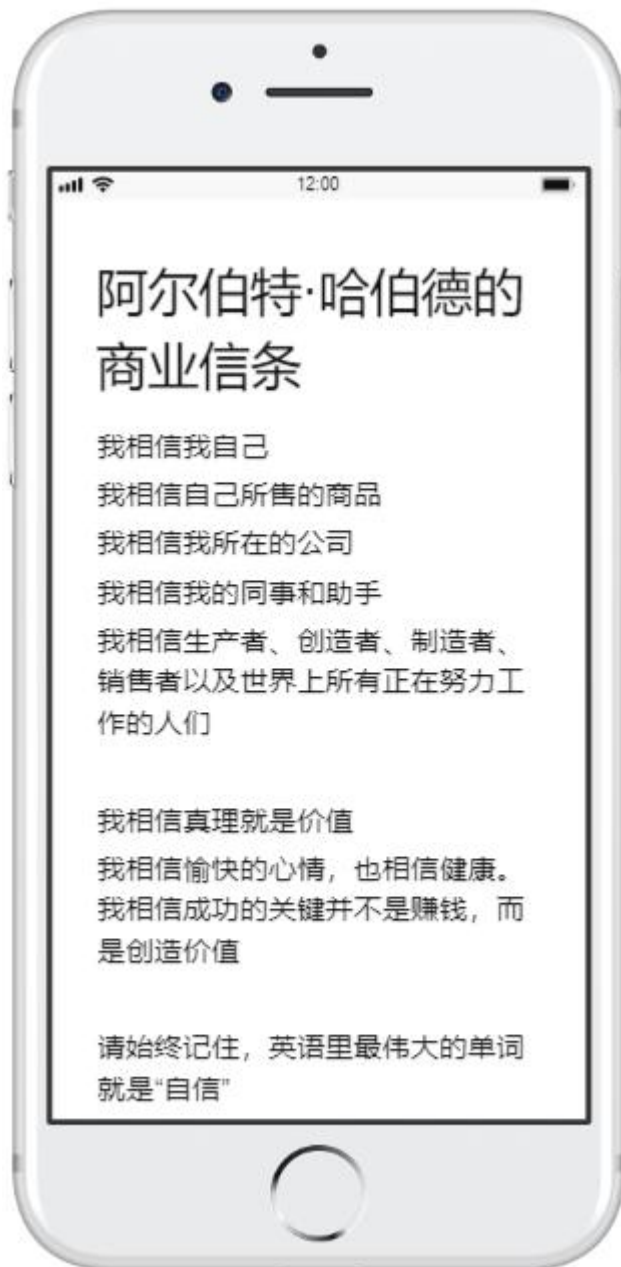 12:00
阿尔伯特·哈伯德的
商业信条
我相信我自己
我相信自己所售的商品
我相信我所在的公司
我相信我的同事和助手
我相信生产者、创造者、制造者、
销售者以及世界上所有正在努力工
作的人们
我相信真理就是价值
我相信愉快的心情，也相信健康。
我相信成功的关键并不是赚钱，而
是创造价值
请始终记住，英语里最伟大的单词
就是“自信”